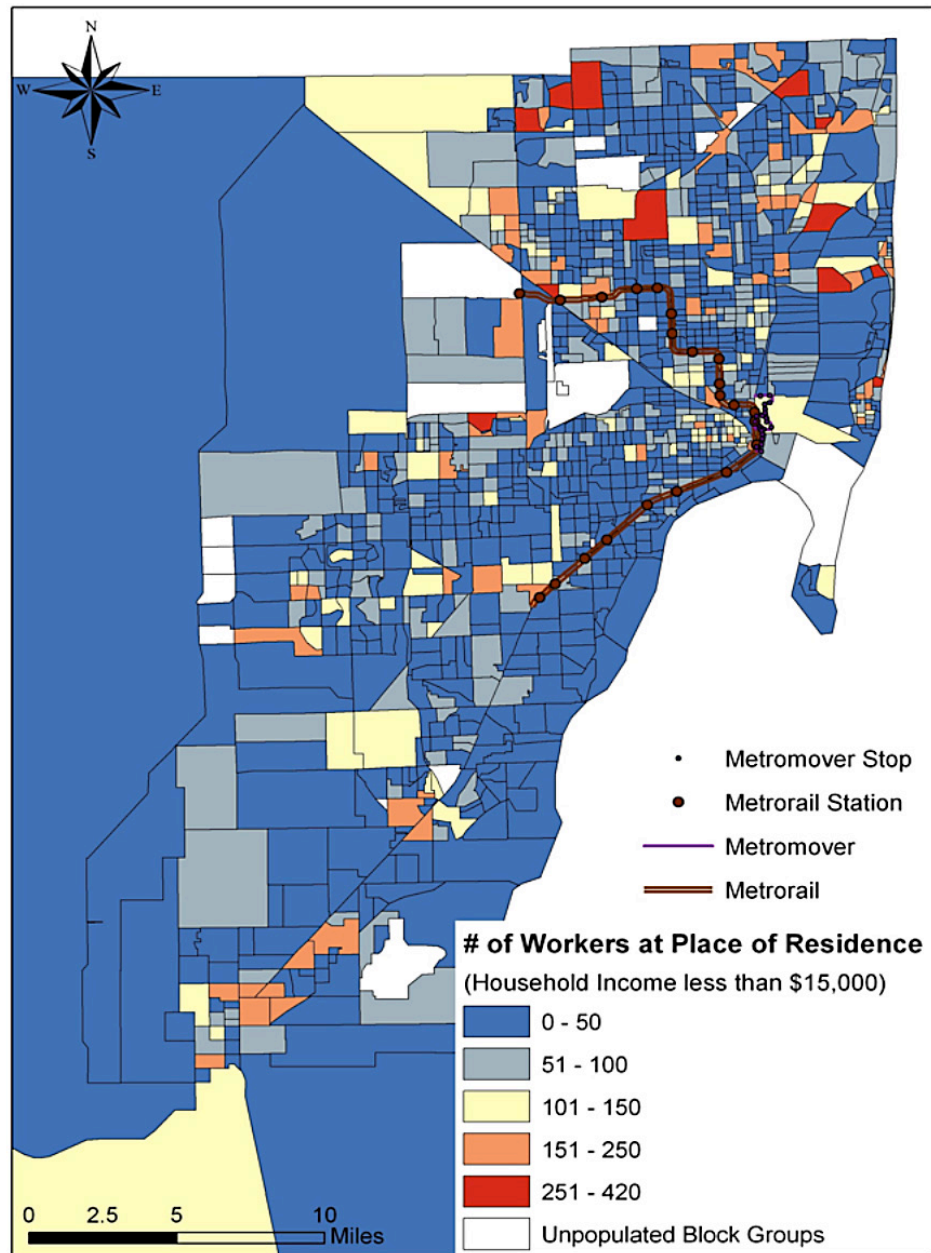 N
W E
S
Metromover Stop
Metrorail Station
Metromover
Metrorail
# of Workers at Place of Residence
(Household Income less than $15,000)
0 - 50
51 - 100
101 - 150
151 - 250
251 - 420
Unpopulated Block Groups
0 2.5 5 10
Miles